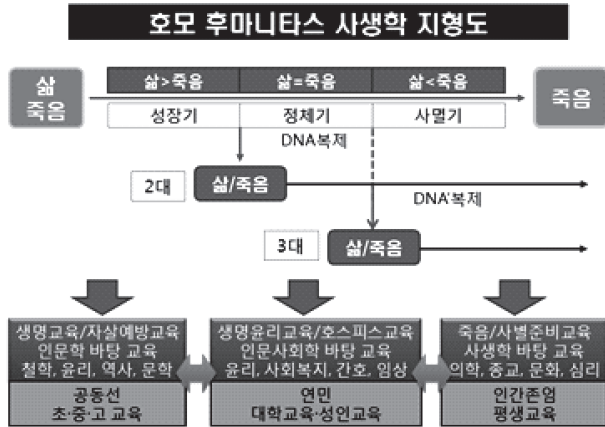 호모 후마니타스 사생학 지형도
삶
죽음
삶>죽음
삶=죽음
삶<죽음
죽음
성장기
정체기
사멸기
DNA복제
2대
삶/죽음
DNA'복제
3대
삶/죽음
생명교육/자살예방교육
인문학 바탕 교육
철학, 윤리, 역사, 문학
공동선
초·중·고 교육
생명윤리교육/호스피스교육
인문사회학 바탕 교육
윤리, 사회복지, 간호, 임상
연민
대학교육·성인교육
죽음/사별준비교육
사생학 바탕 교육
의학, 종교, 문화, 심리
인간존엄
평생교육